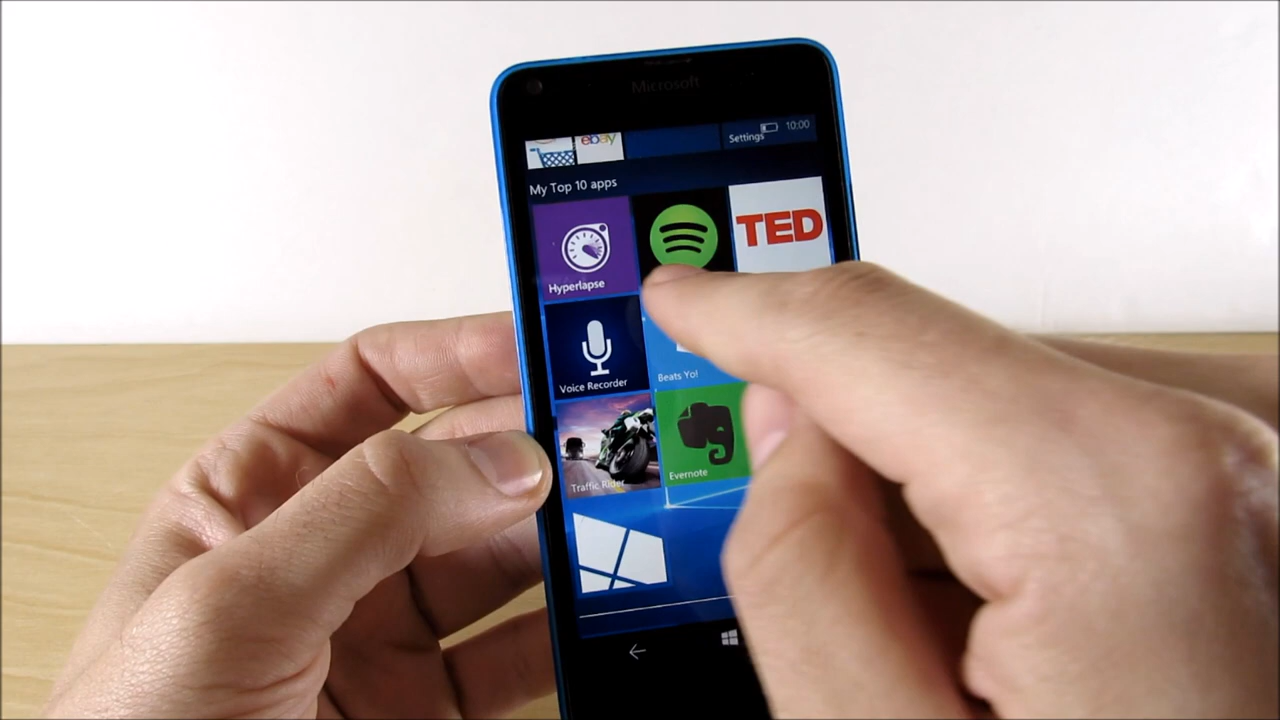 Microsoft
ebay
Settings
10:00
My Top 10 apps
TED
Hyperlapse
Voice Recorder
Beats Yo!
Traffic Rider
Evernote